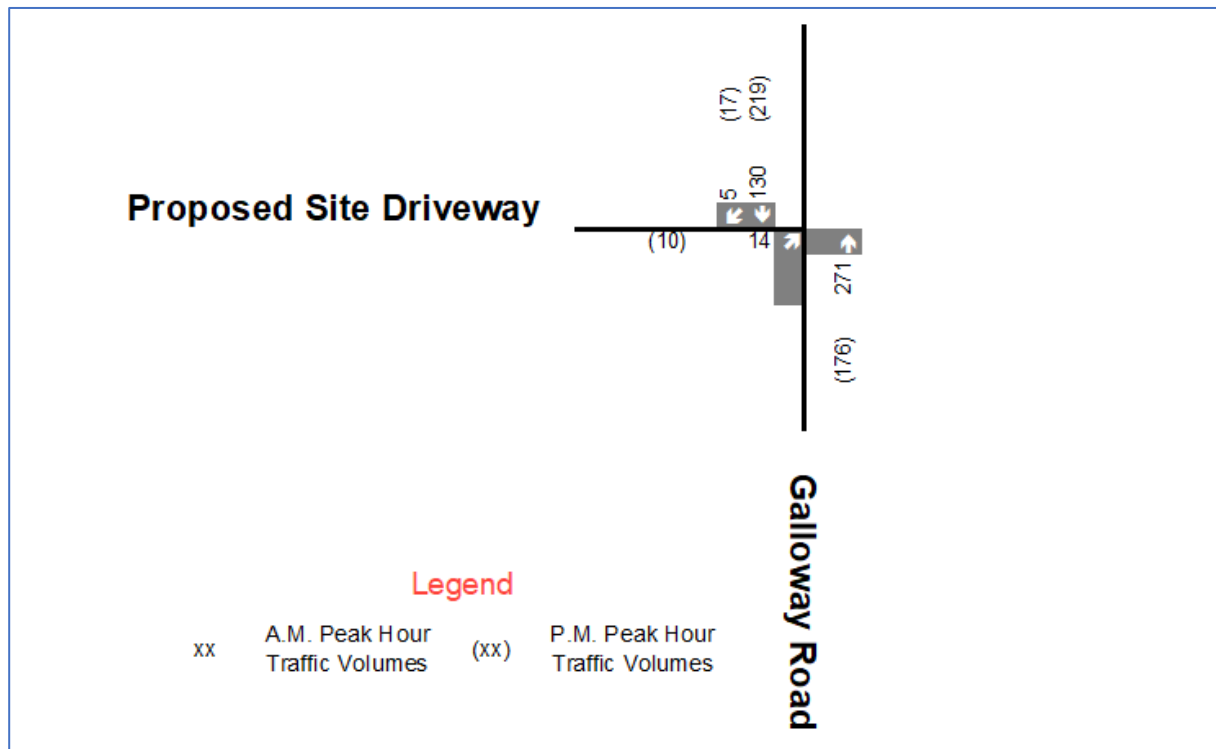 (17)
(219)
5
130
Proposed Site Driveway
(10)
14
271
(176)
Galloway Road
Legend
xx
A.M. Peak Hour
Traffic Volumes
(xx)
P.M. Peak Hour
Traffic Volumes